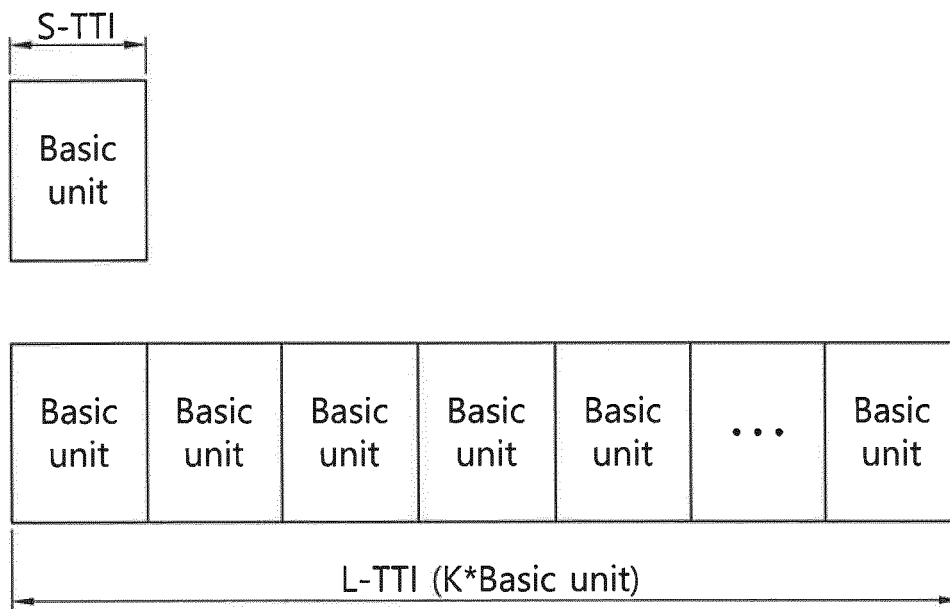 S-TTI
Basic
unit
Basic Basic Basic Basic Basic ... Basic
unit unit unit unit unit unit
L-TTI (K*Basic unit)